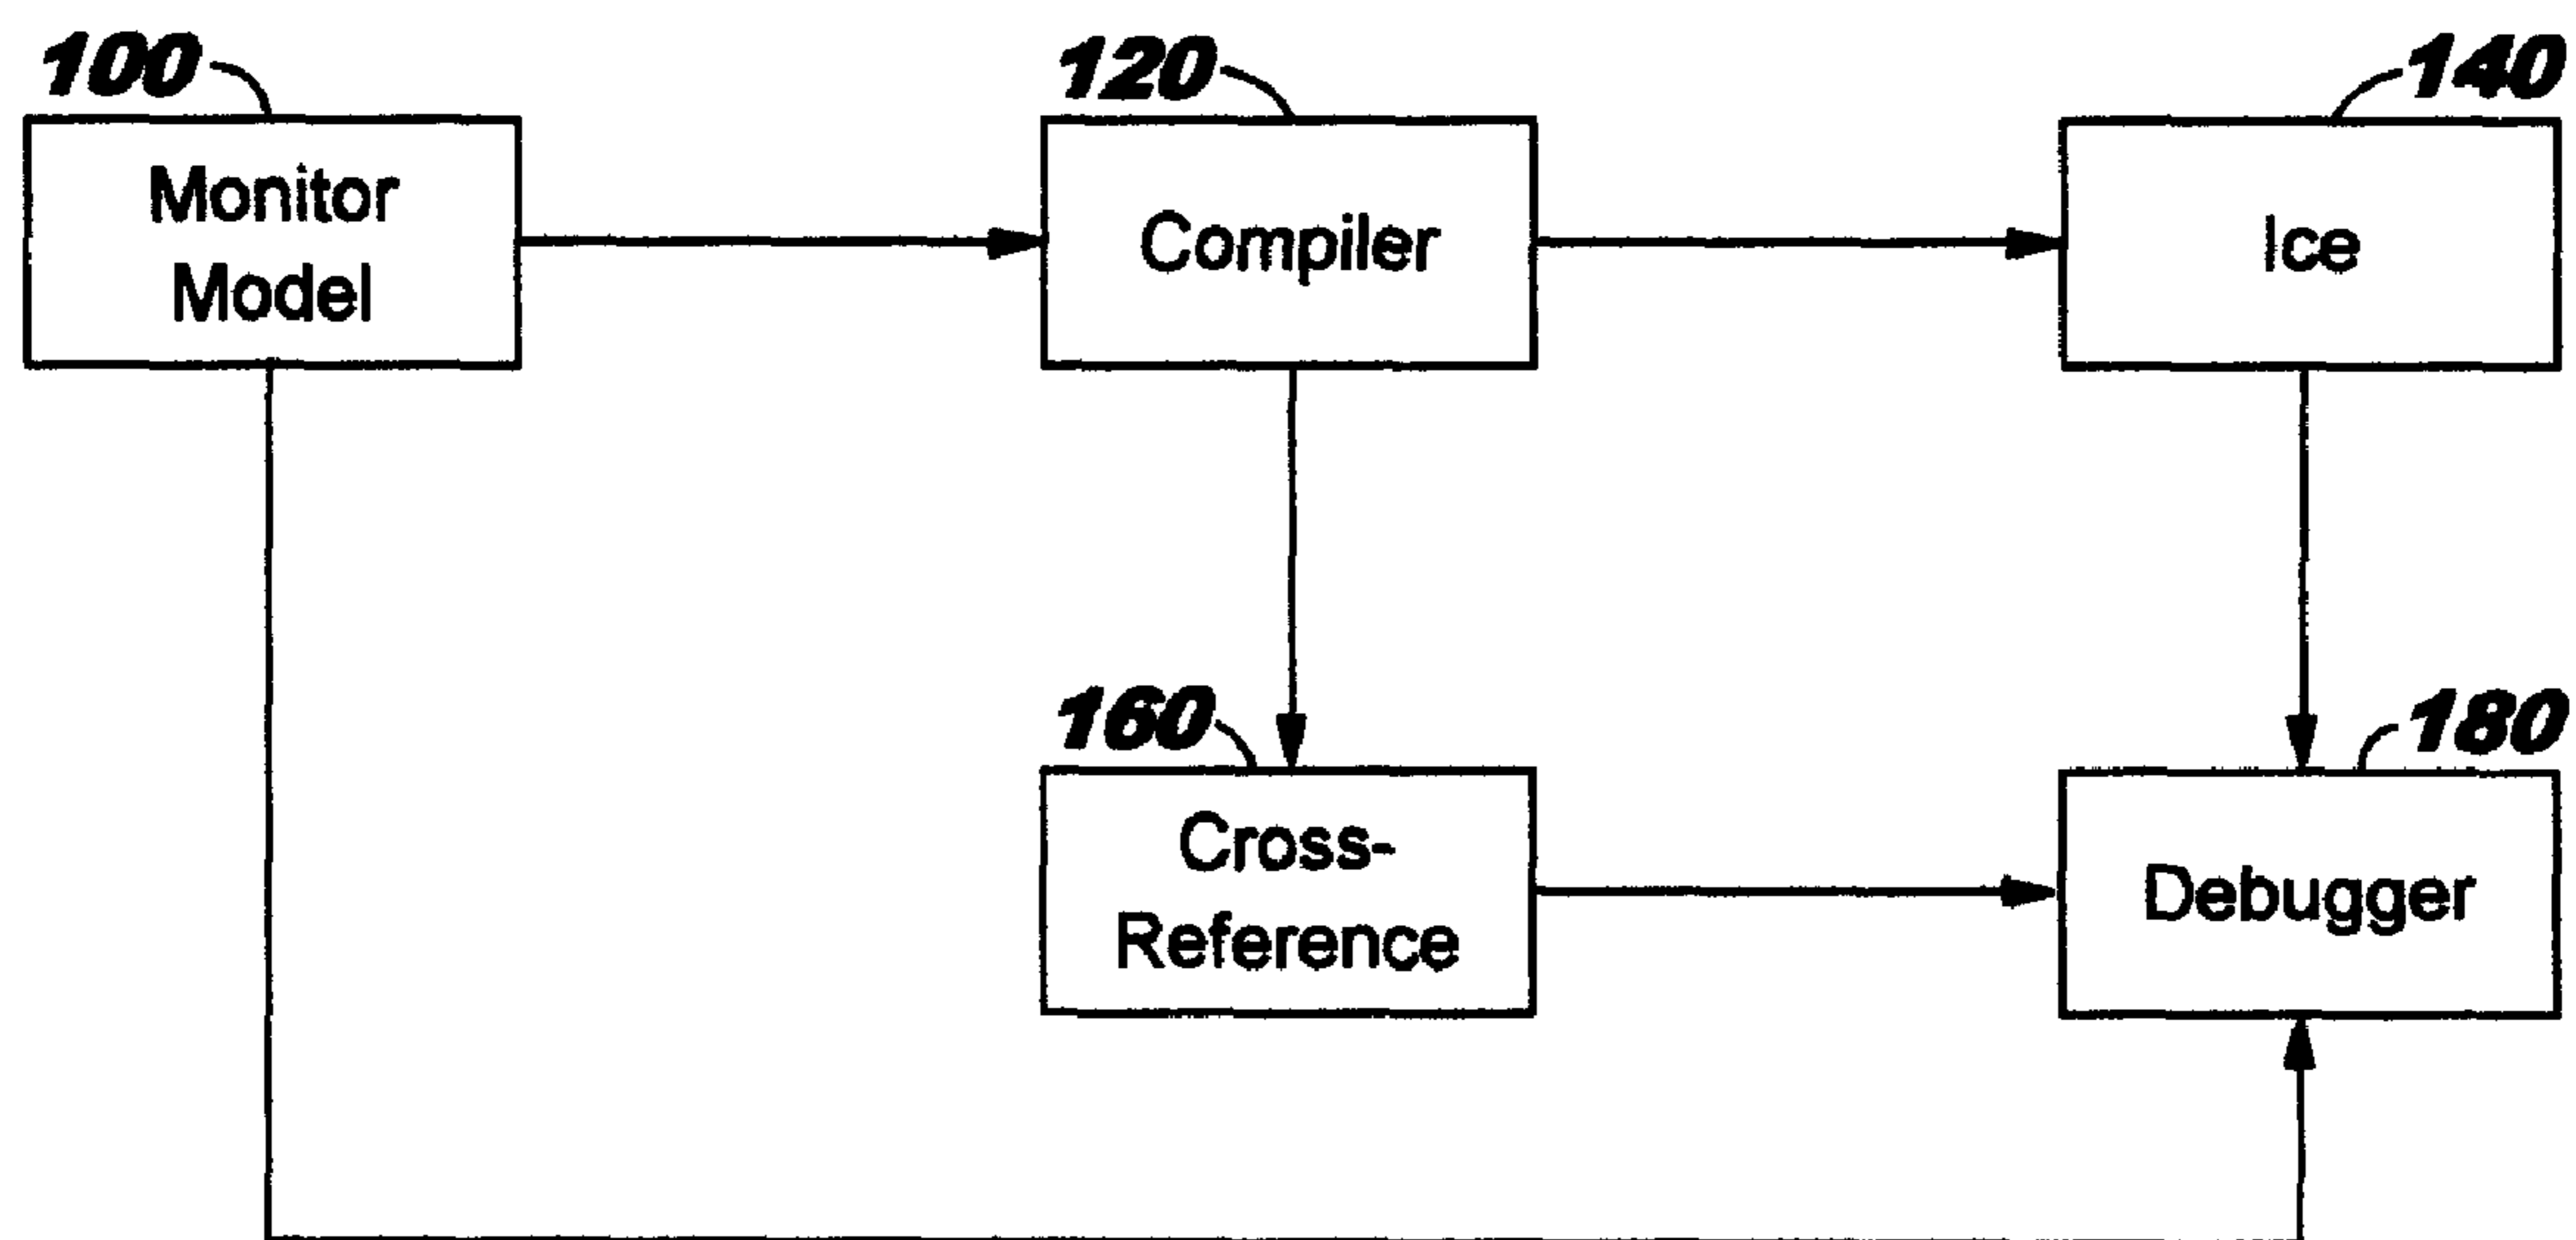 100
Monitor
Model
120
Compiler
140
Ice
160
Cross-
Reference
180
Debugger